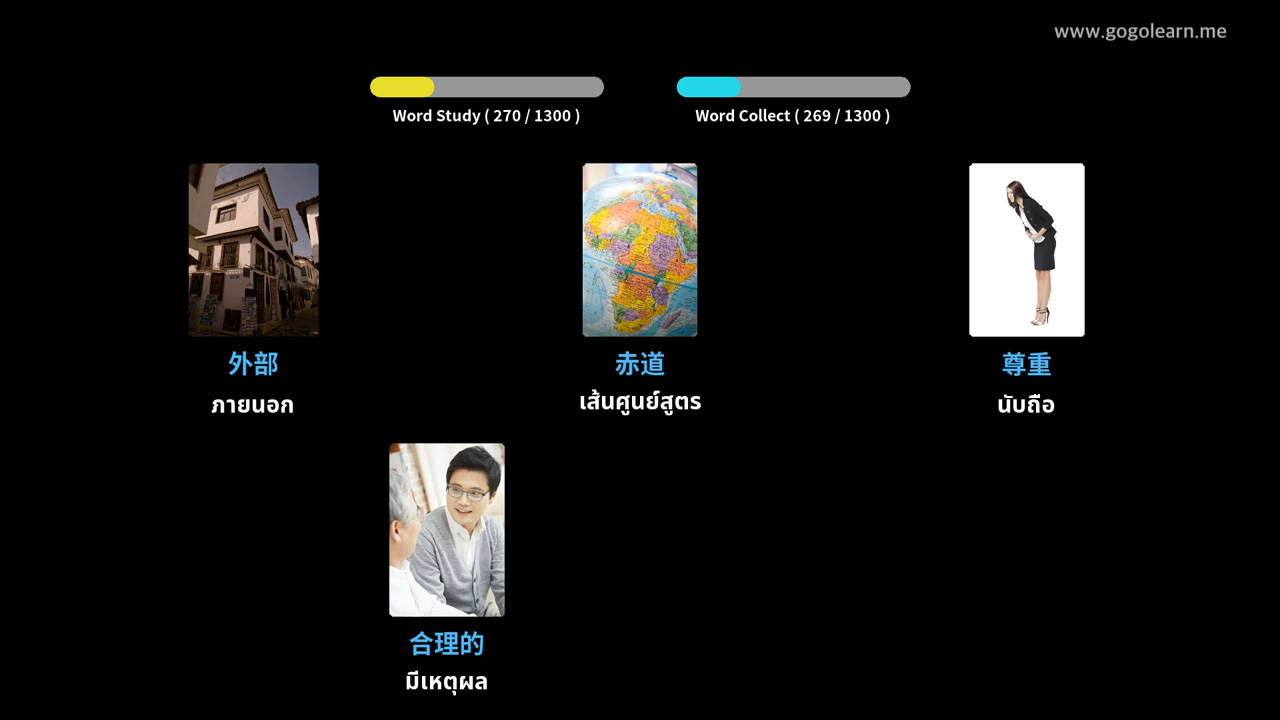 www.gogolearn.me
Word Study ( 270 / 1300 )
Word Collect ( 269 / 1300 )
外部
ภายนอก
赤道
เส้นศูนย์สูตร
尊重
นับถือ
合理的
มีเหตุผล